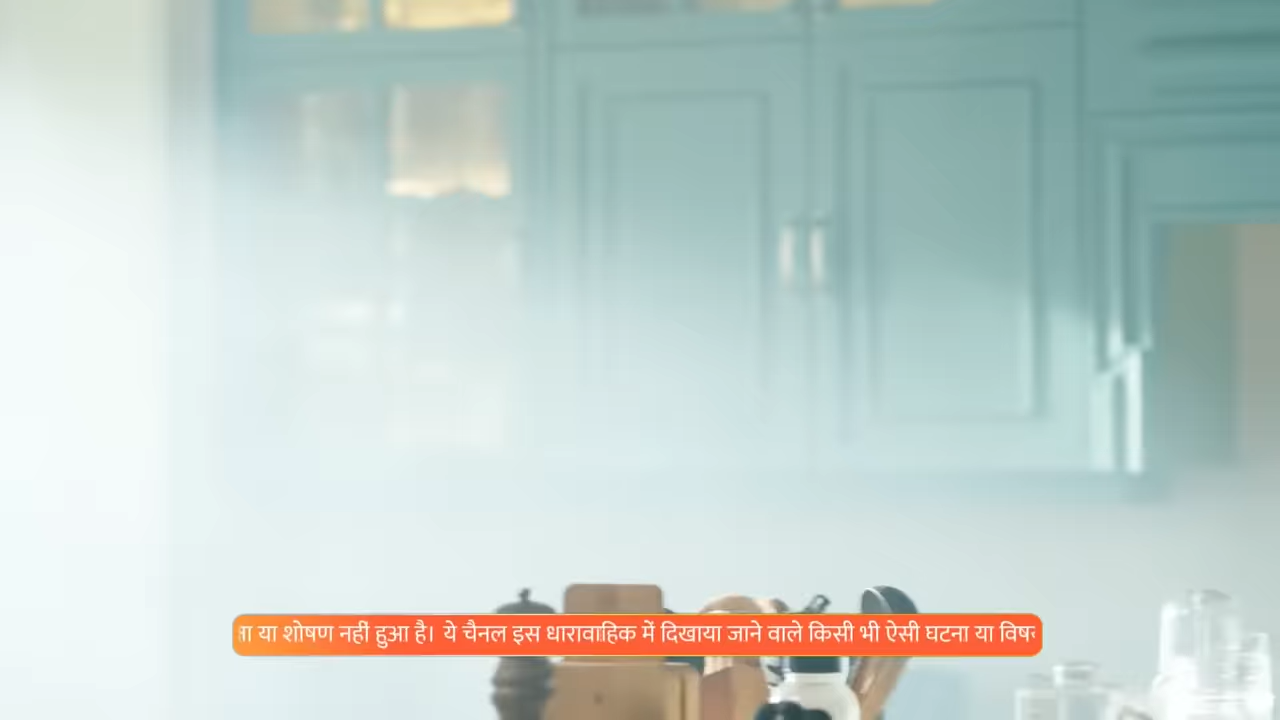 या शोषण नहीं हुआ है। ये चैनल इस धारावाहिक में दिखाया जाने वाले किसी भी ऐसी घटना या